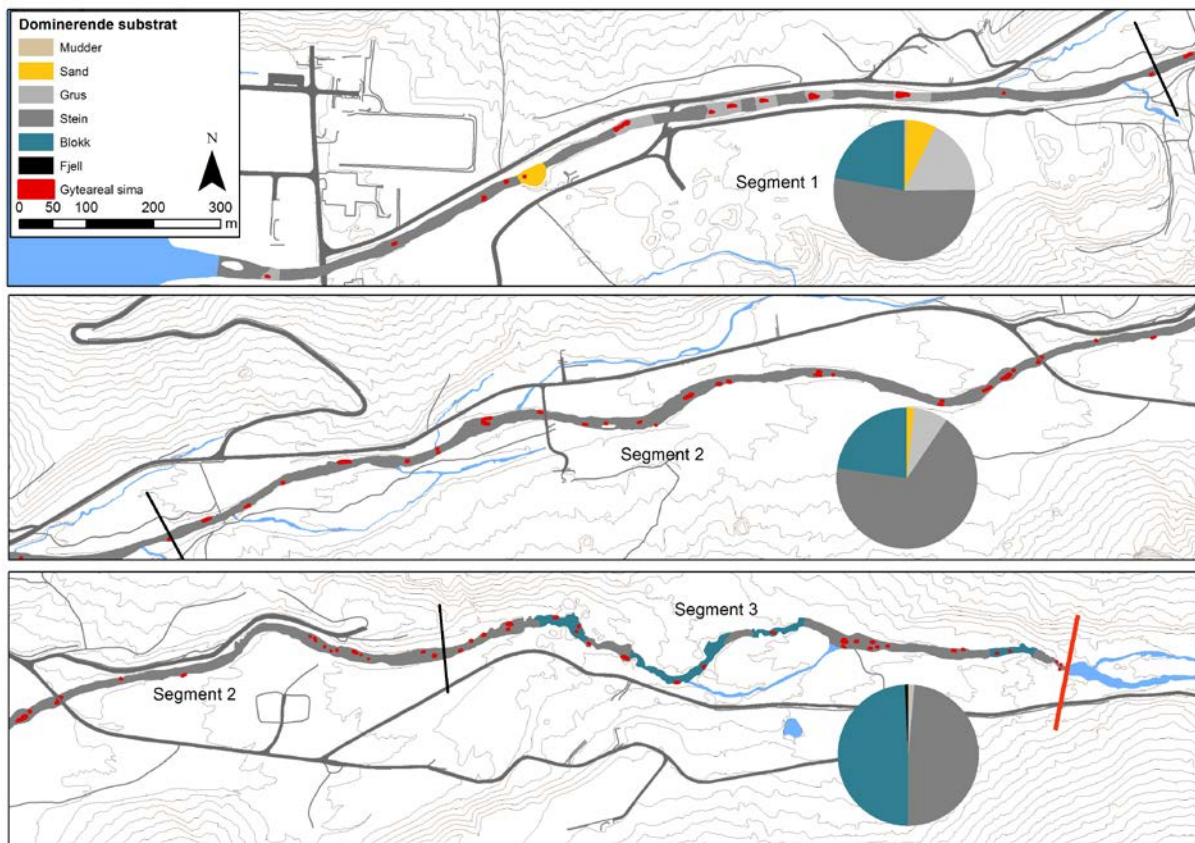 Dominerende substrat
Mudder
Sand
Grus
Stein
Blokk
Fjell
Gyteareal sima
N
0 50 100 200 300
m
Segment 1
Segment 2
Segment 3
Segment 2